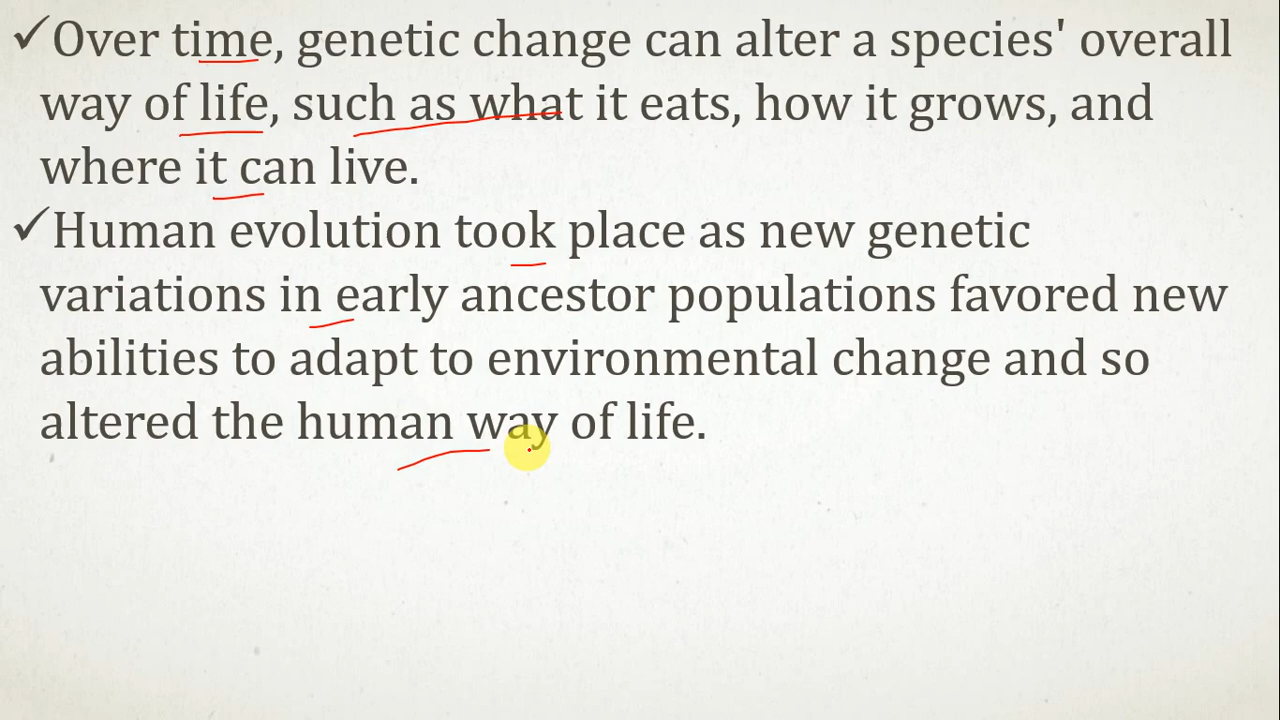 ✓Over time, genetic change can alter a species' overall
way of life, such as what it eats, how it grows, and
where it can live.
✓Human evolution took place as new genetic
variations in early ancestor populations favored new
abilities to adapt to environmental change and so
altered the human way of life.